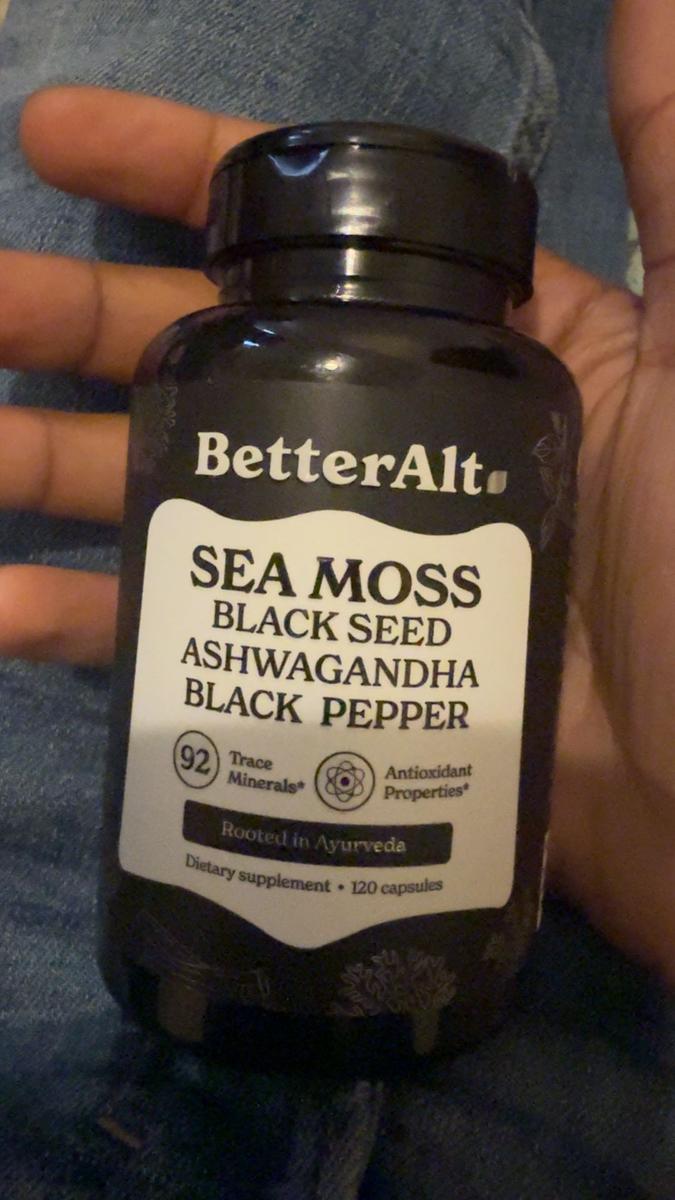 BetterAlt.
SEA MOSS
BLACK SEED
ASHWAGANDHA
BLACK PEPPER
92 Trace Minerals*
Antioxidant Properties*
Rooted in Ayurveda
Dietary supplement • 120 capsules